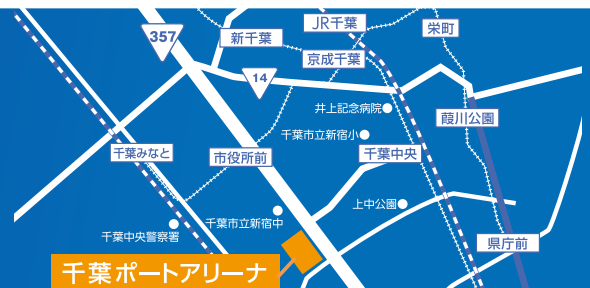 JR千葉
栄町
357
新千葉
京成千葉
14
井上記念病院
葭川公園
千葉市立新宿小
千葉みなと
市役所前
千葉中央
上中公園
千葉市立新宿中
千葉中央警察署
県庁前
千葉ポートアリーナ